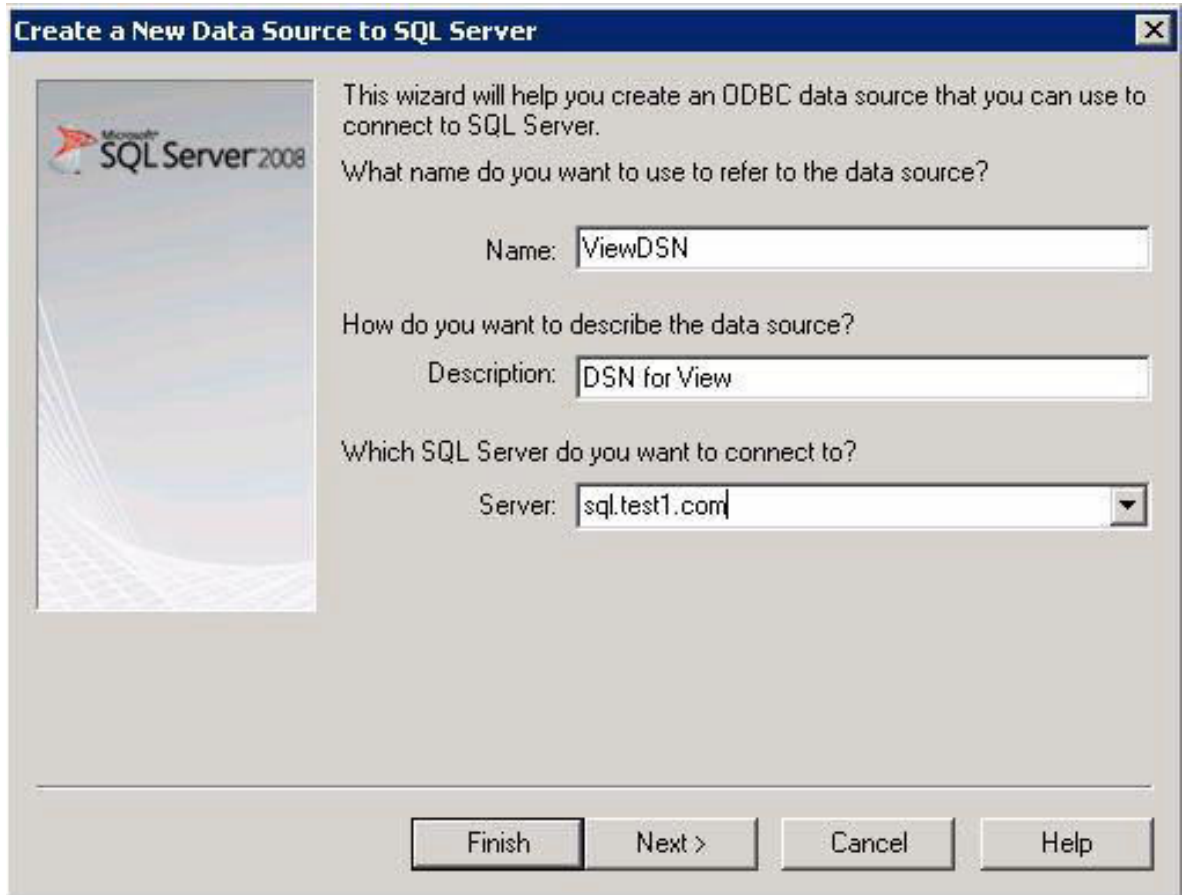 Create a New Data Source to SQL Server
Microsoft
SQL Server 2008
This wizard will help you create an ODBC data source that you can use to
connect to SQL Server.
What name do you want to use to refer to the data source?
Name: ViewDSN
How do you want to describe the data source?
Description: DSN for View
Which SQL Server do you want to connect to?
Server: sql.test1.com
Finish Next > Cancel Help